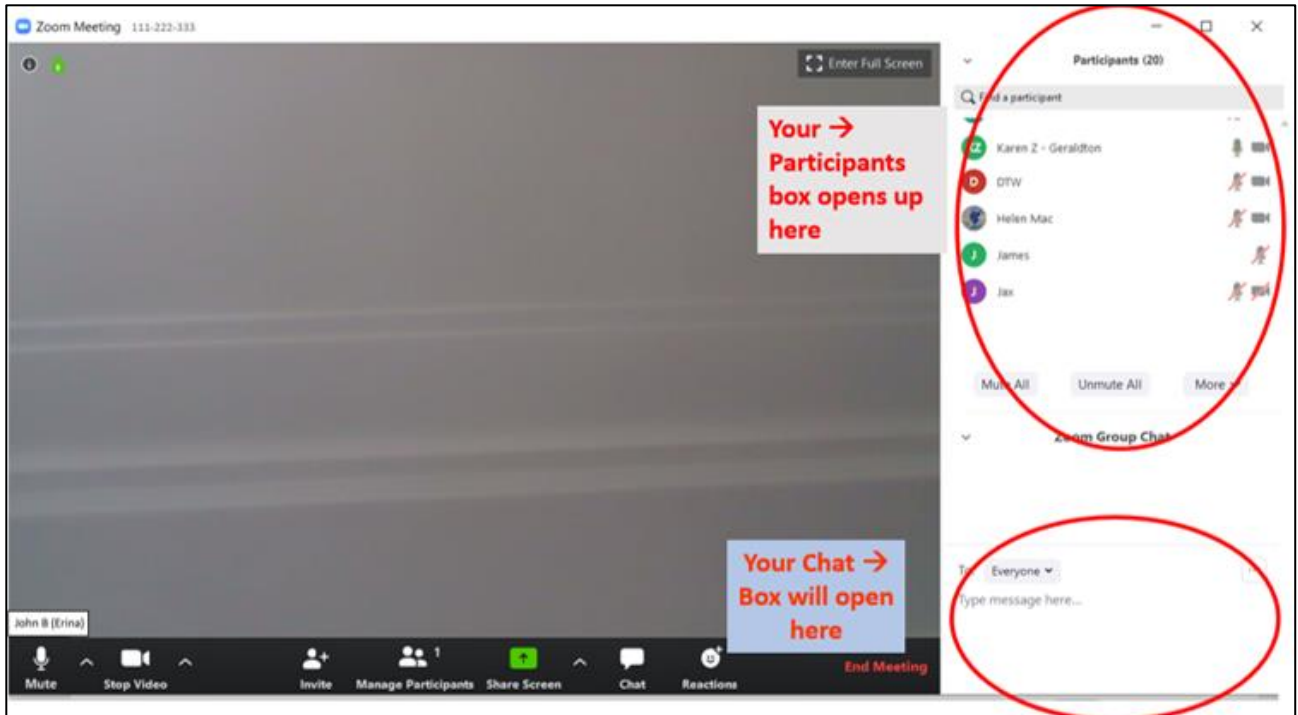 Zoom Meeting 111-222-333
Enter Full Screen
Participants (20)
Find a participant
KZ Karen Z - Geraldton
D DTW
Helen Mac
J James
J Jax
Mute All Unmute All More
Your →
Participants
box opens up
here
Zoom Group Chat
Your Chat →
Box will open
here
To: Everyone
Type message here...
John B (Erina)
1
Mute Stop Video Invite Manage Participants Share Screen Chat Reactions End Meeting